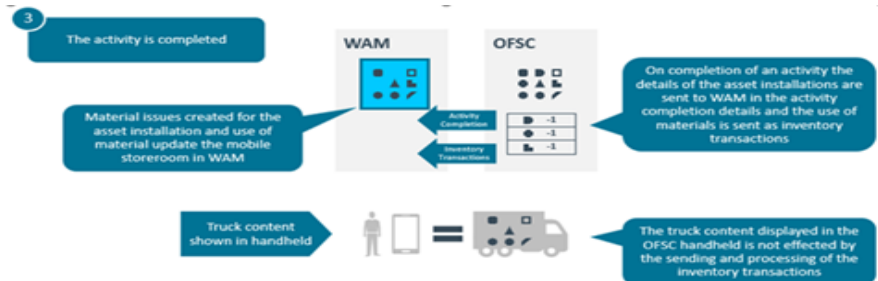 3
The activity is completed
WAM
OFSC
On completion of an activity the
details of the asset installations are
sent to WAM in the activity
completion details and the use of
materials is sent as inventory
transactions
Activity
Completion
-1
-1
-1
Inventory
Transactions
Material issues created for the
asset installation and use of
material update the mobile
storeroom in WAM
Truck content
shown in handheld
=
The truck content displayed in the
OFSC handheld is not effected by
the sending and processing of the
inventory transactions